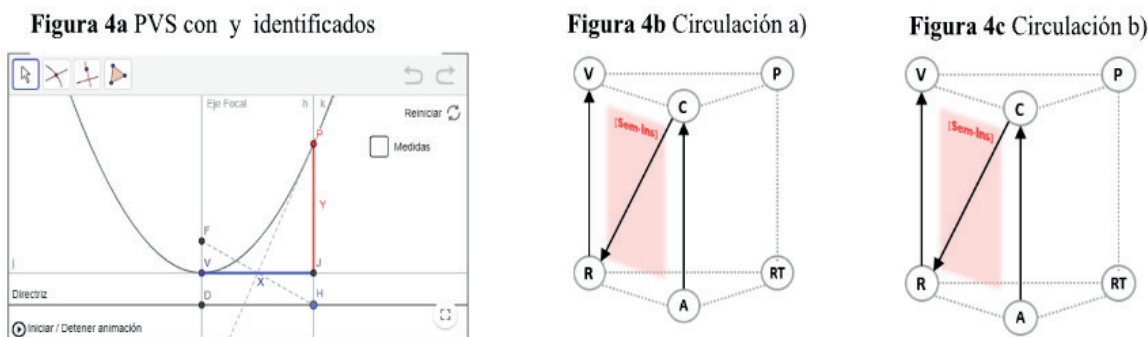 Figura 4a PVS con y identificados
Eje Focal
h
k
Reiniciar
Medidas
P
Y
F
V
J
X
j
Directriz
D
H
Iniciar / Detener animación
Figura 4b Circulación a)
V
P
C
[Sem-Ins]
R
RT
A
Figura 4c Circulación b)
V
P
C
[Sem-Ins]
R
RT
A